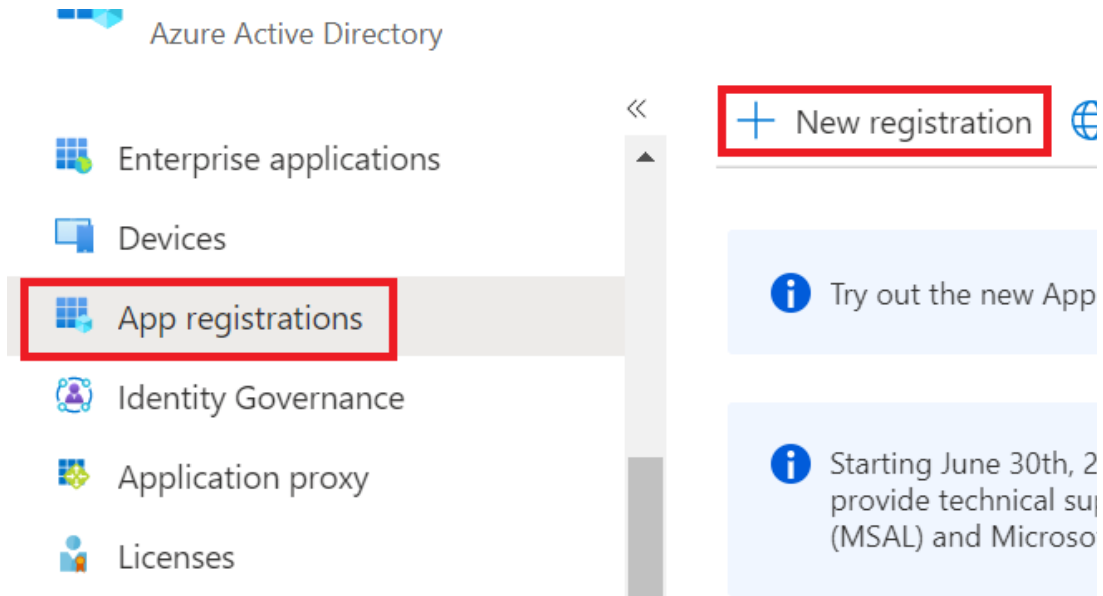 Azure Active Directory
Enterprise applications
Devices
App registrations
Identity Governance
Application proxy
Licenses
New registration
Try out the new App
Starting June 30th, 2
provide technical su
(MSAL) and Microso